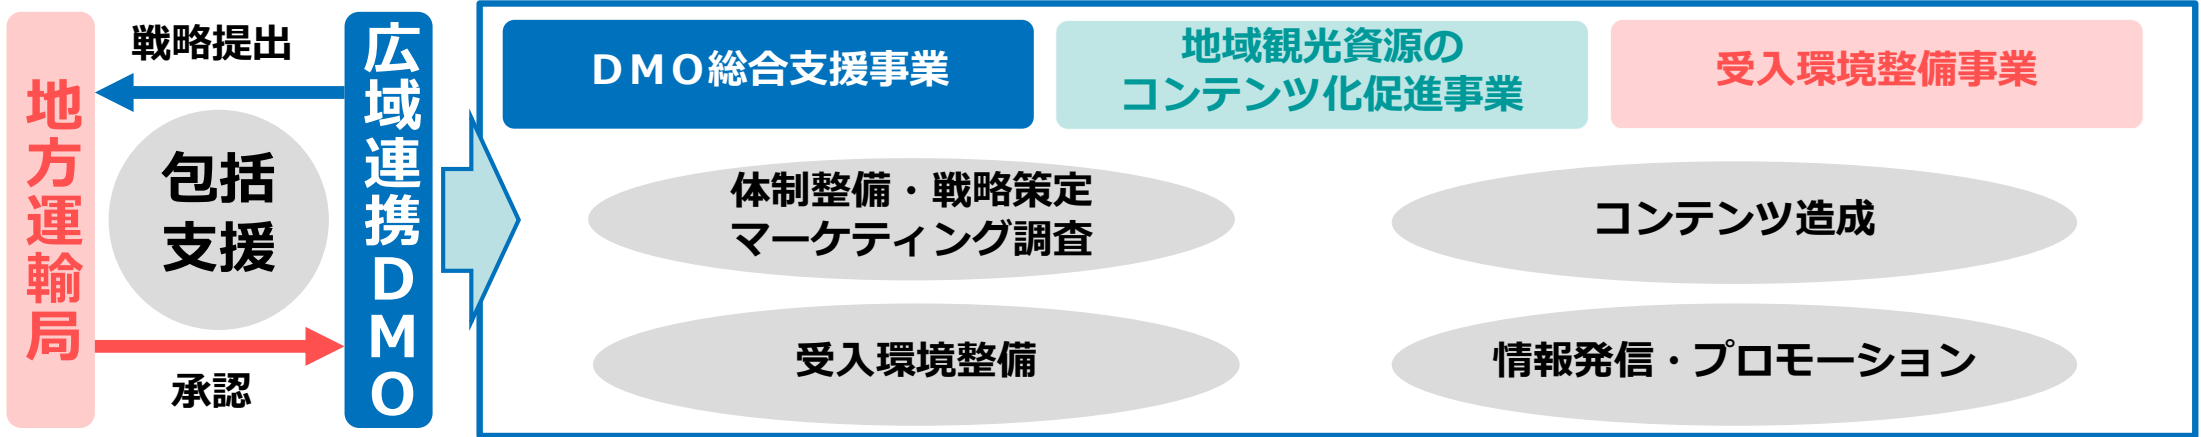 戦略提出
地方運輸局
包括
支援
承認
広域連携DMO
ＤＭＯ総合支援事業
地域観光資源の
コンテンツ化促進事業
受入環境整備事業
体制整備・戦略策定
マーケティング調査
コンテンツ造成
受入環境整備
情報発信・プロモーション